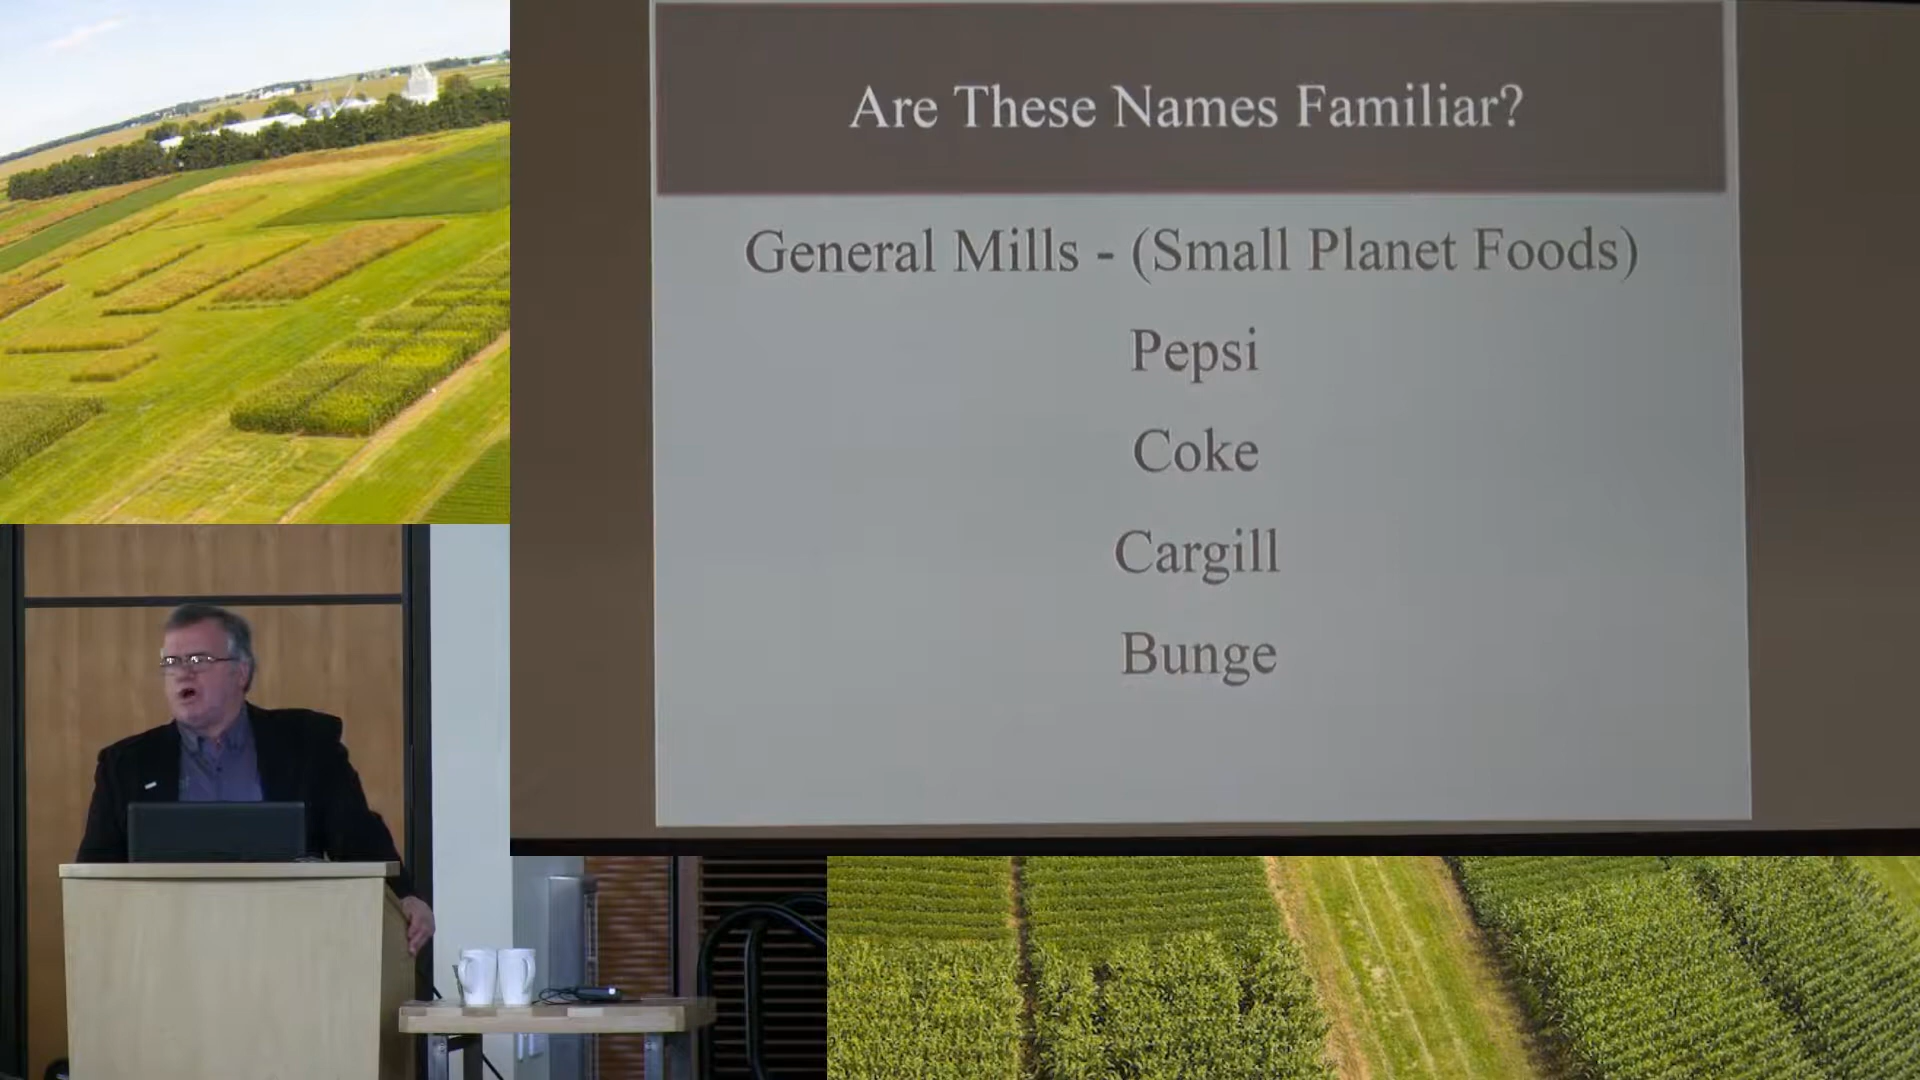 Are These Names Familiar?
General Mills - (Small Planet Foods)
Pepsi
Coke
Cargill
Bunge